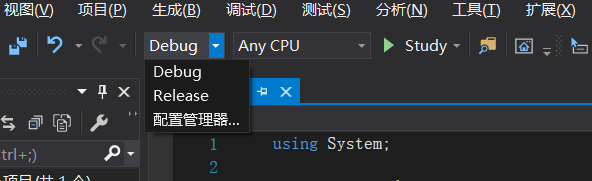 视图(V) 项目(P) 生成(B) 调试(D) 测试(S) 分析(N) 工具(T) 扩展(X)
Debug Any CPU Study
Debug
Release
配置管理器...
trl+;)
1 using System;
2